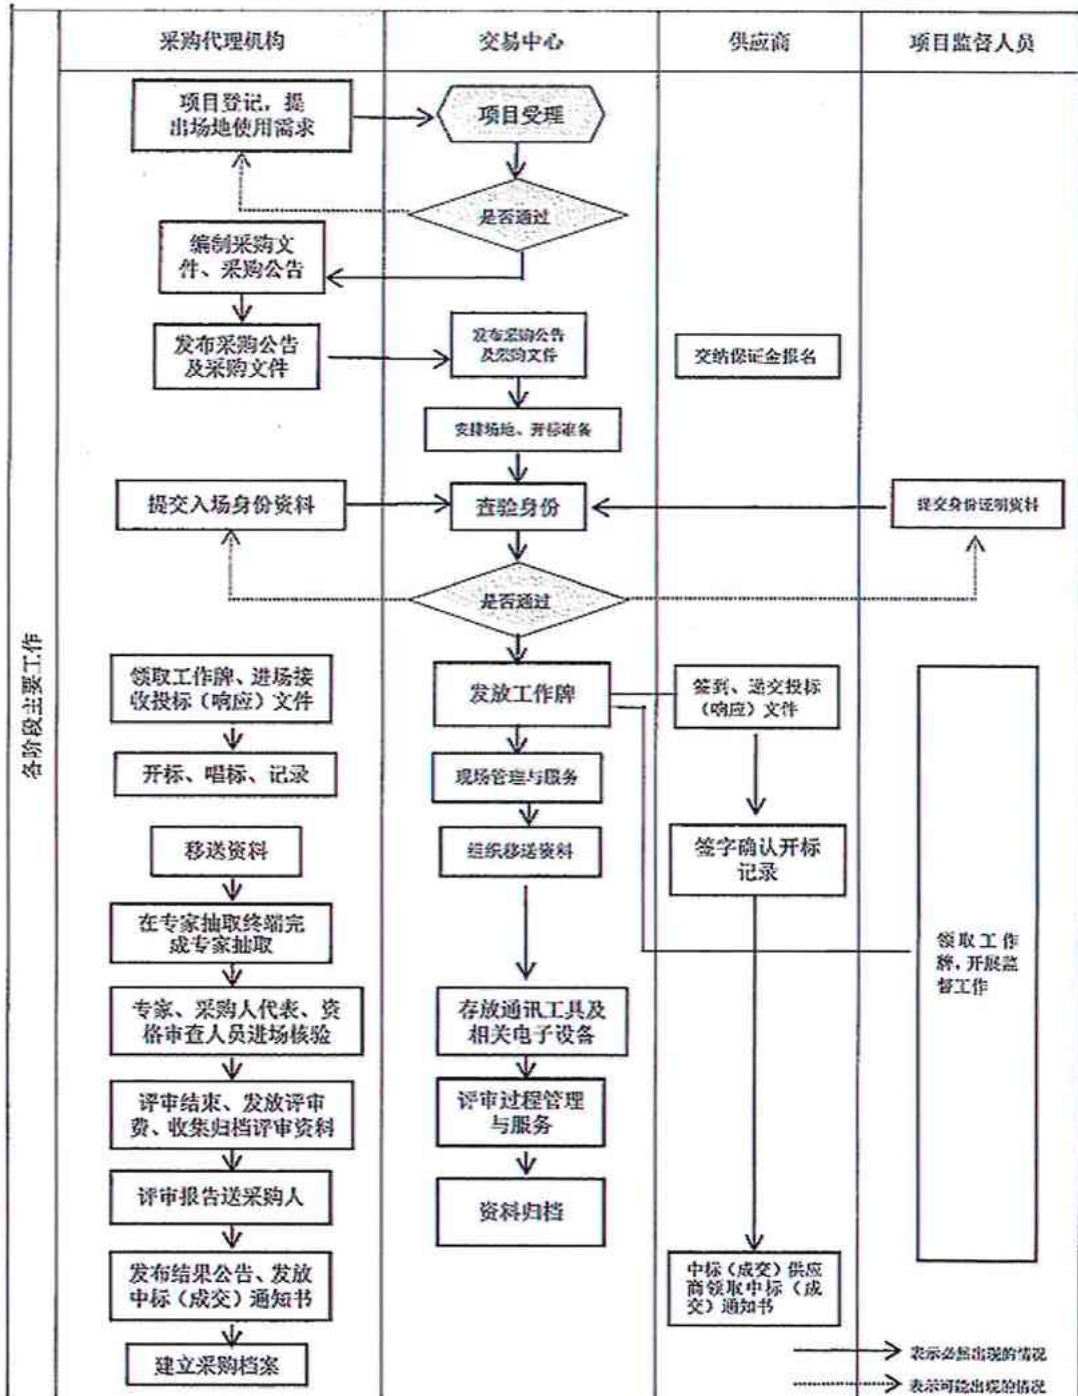 采购代理机构
交易中心
供应商
项目监督人员
各阶段主要工作
项目登记，提
出场地使用需求
项目受理
是否通过
编制采购文
件、采购公告
发布采购公告
及采购文件
发布采购公告
及采购文件
交纳保证金报名
安排场地、开标准备
提交入场身份资料
查验身份
提交身份证明资料
是否通过
领取工作牌、进场接
收投标（响应）文件
发放工作牌
签到、递交投标
（响应）文件
开标、唱标、记录
现场管理与服务
移送资料
组织移送资料
签字确认开标
记录
在专家抽取终端完
成专家抽取
领取工作
牌，开展监
督工作
专家、采购人代表、资
格审查人员进场核验
存放通讯工具及
相关电子设备
评审结束、发放评审
费、收集归档评审资料
评审过程管理
与服务
评审报告送采购人
资料归档
发布结果公告、发放
中标（成交）通知书
中标（成交）供应
商领取中标（成
交）通知书
建立采购档案
表示必然出现的情况
表示可能出现的情况